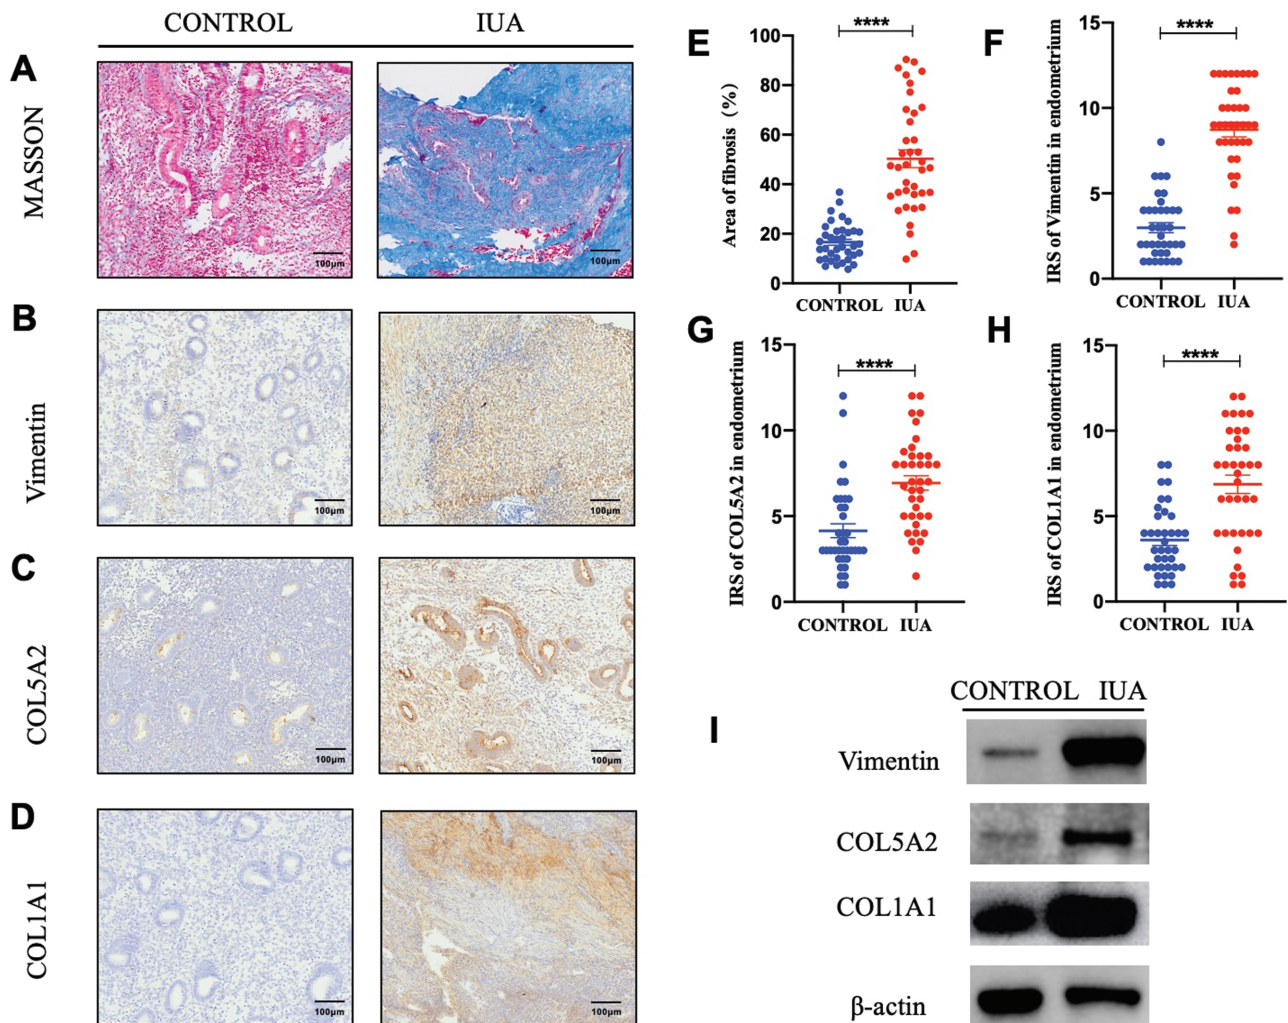 CONTROL IUA
A
MASSON
100μm
100μm
B
Vimentin
100μm
100μm
C
COL5A2
100μm
100μm
D
COL1A1
100μm
100μm
E
Area of fibrosis (%)
100
80
60
40
20
0
****
CONTROL IUA
F
IRS of Vimentin in endometrium
15
10
5
0
****
CONTROL IUA
G
IRS of COL5A2 in endometrium
15
10
5
0
****
CONTROL IUA
H
IRS of COL1A1 in endometrium
15
10
5
0
****
CONTROL IUA
I
CONTROL IUA
Vimentin
COL5A2
COL1A1
β-actin